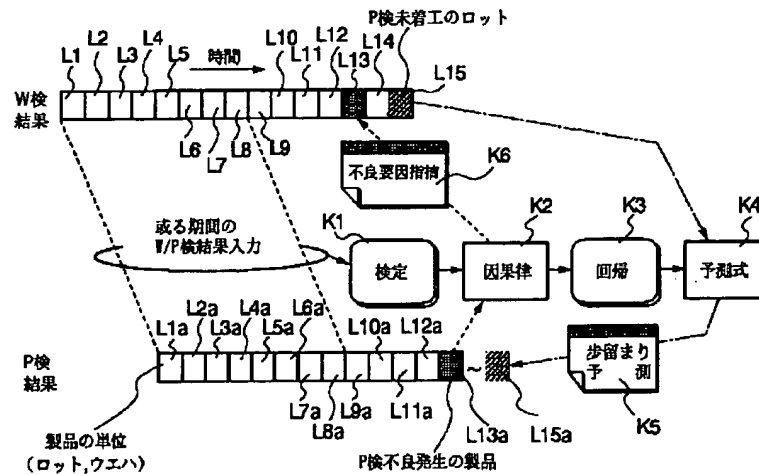 P検未着工のロット
L1 L2 L3 L4 L5 時間 L10 L11 L12 L13 L14 L15
W検
結果
L6 L7 L8 L9
不良要因指摘 K6
或る期間の
W/P検結果入力
K1 検定
K2 因果律
K3 回帰
K4 予測式
L1a L2a L3a L4a L5a L6a L10a L12a
P検
結果
L7a L8a L9a L11a L13a ~ L15a
歩留まり
予 測
K5
製品の単位
(ロット,ウエハ)
P検不良発生の製品